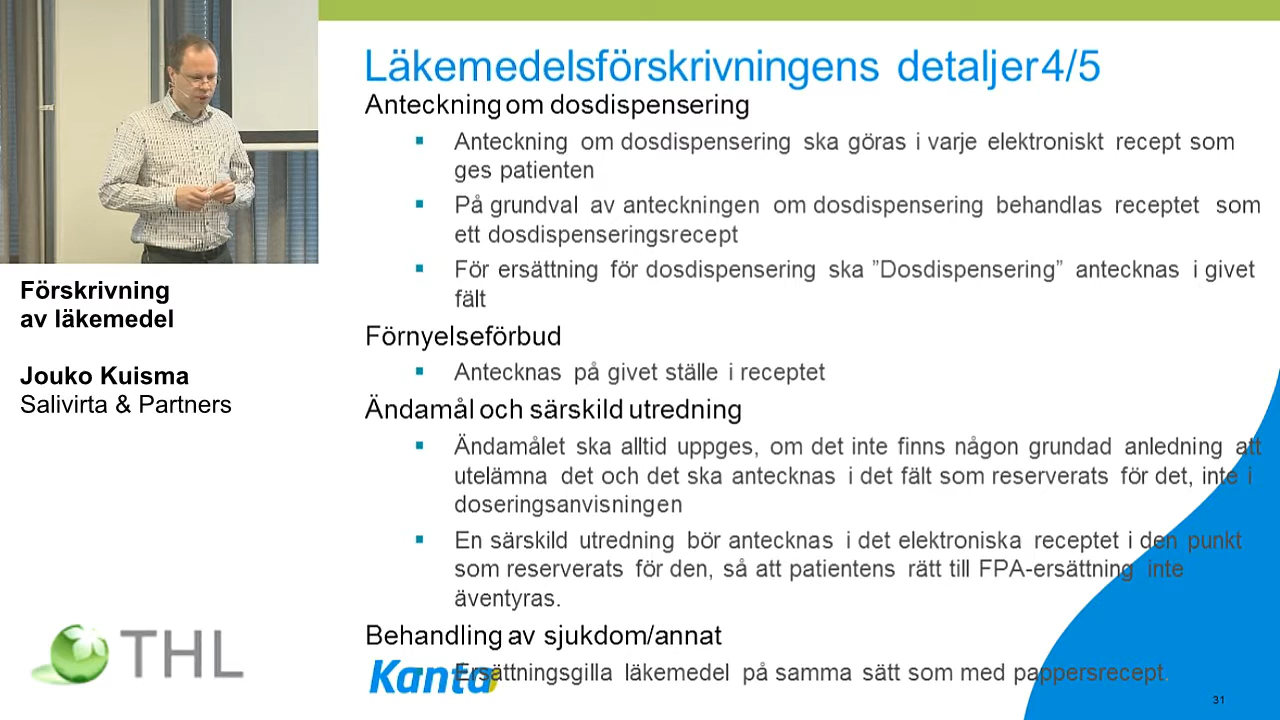 Läkemedelsförskrivningens detaljer 4/5
Anteckning om dosdispensering
Anteckning om dosdispensering ska göras i varje elektroniskt recept som
ges patienten
På grundval av anteckningen om dosdispensering behandlas receptet som
ett dosdispenseringsrecept
För ersättning för dosdispensering ska ”Dosdispensering” antecknas i givet
fält
Förnyelseförbud
Antecknas på givet ställe i receptet
Ändamål och särskild utredning
Ändamålet ska alltid uppges, om det inte finns någon grundad anledning att
utelämna det och det ska antecknas i det fält som reserverats för det, inte i
doseringsanvisningen
En särskild utredning bör antecknas i det elektroniska receptet i den punkt
som reserverats för den, så att patientens rätt till FPA-ersättning inte
äventyras.
Behandling av sjukdom/annat
Ersättningsgilla läkemedel på samma sätt som med pappersrecept.
Kanta
31
Förskrivning
av läkemedel
Jouko Kuisma
Salivirta & Partners
THL